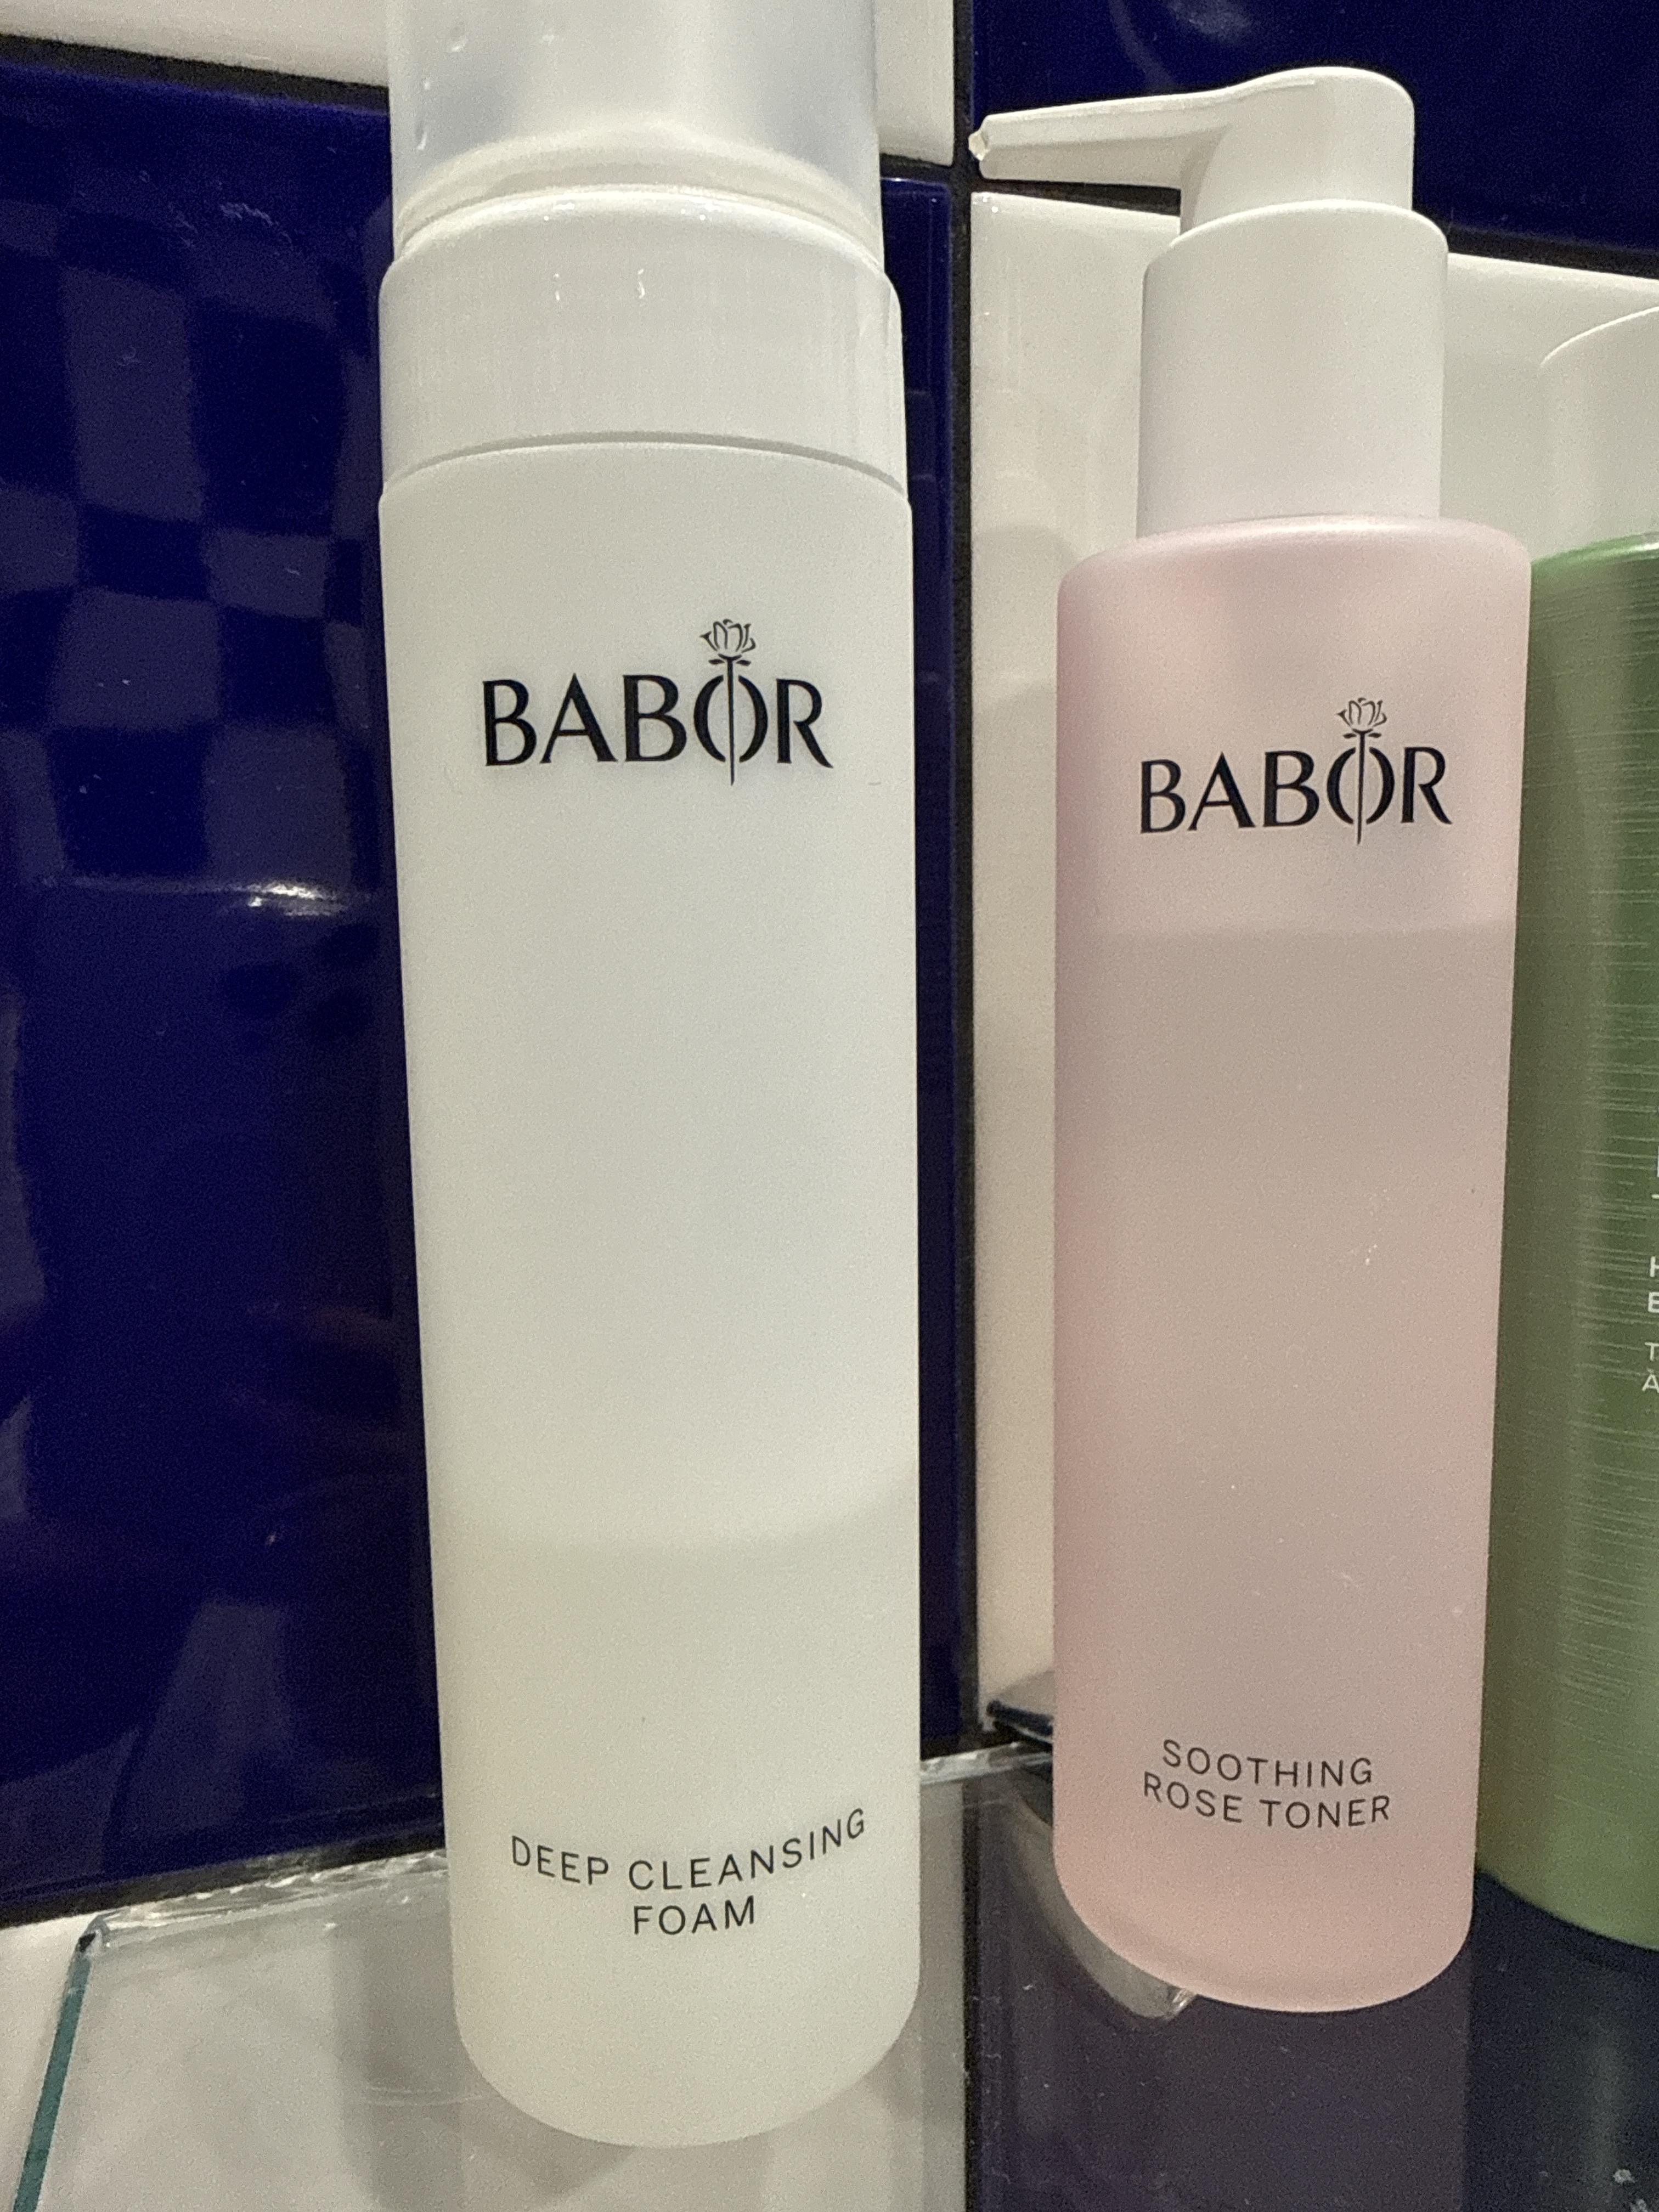 BABOR
DEEP CLEANSING
FOAM
BABOR
SOOTHING
ROSE TONER